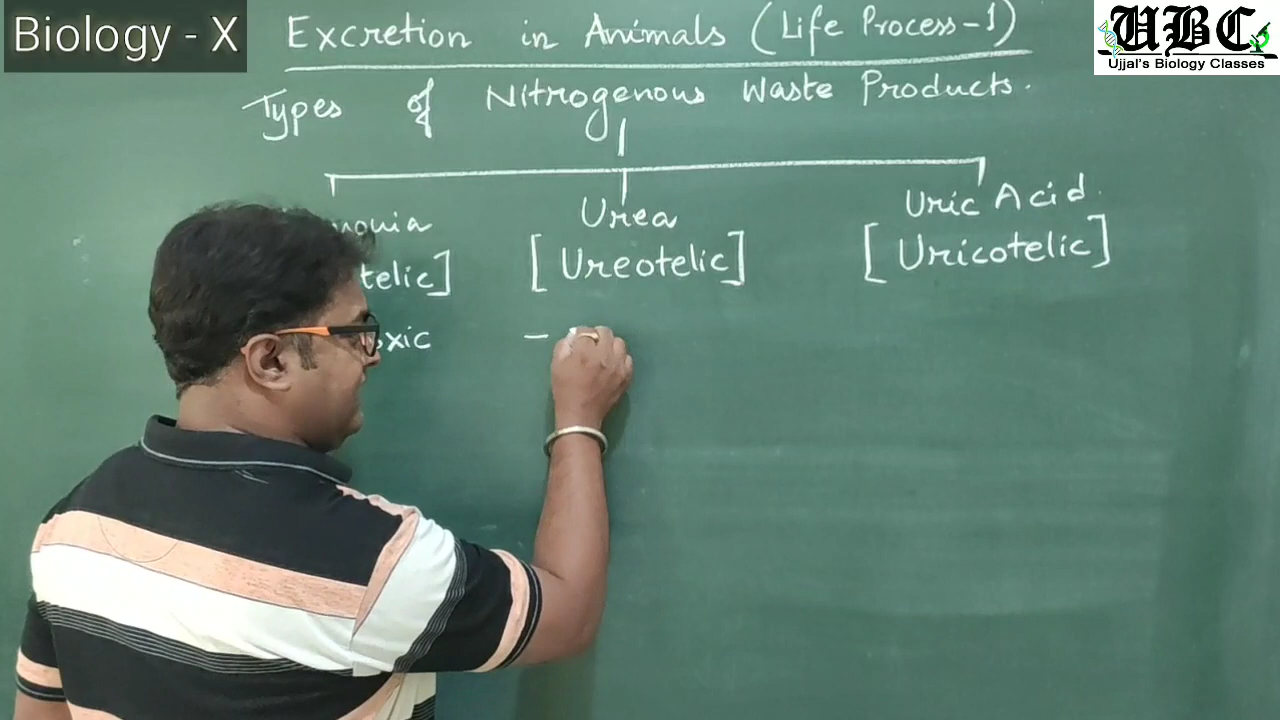 Biology - X
Excretion in Animals (Life Process-1)
UBC
Ujjal's Biology Classes
Types of Nitrogenous Waste Products.
Urea
Uric Acid.
telic]
[Ureotelic]
[Uricotelic]
-